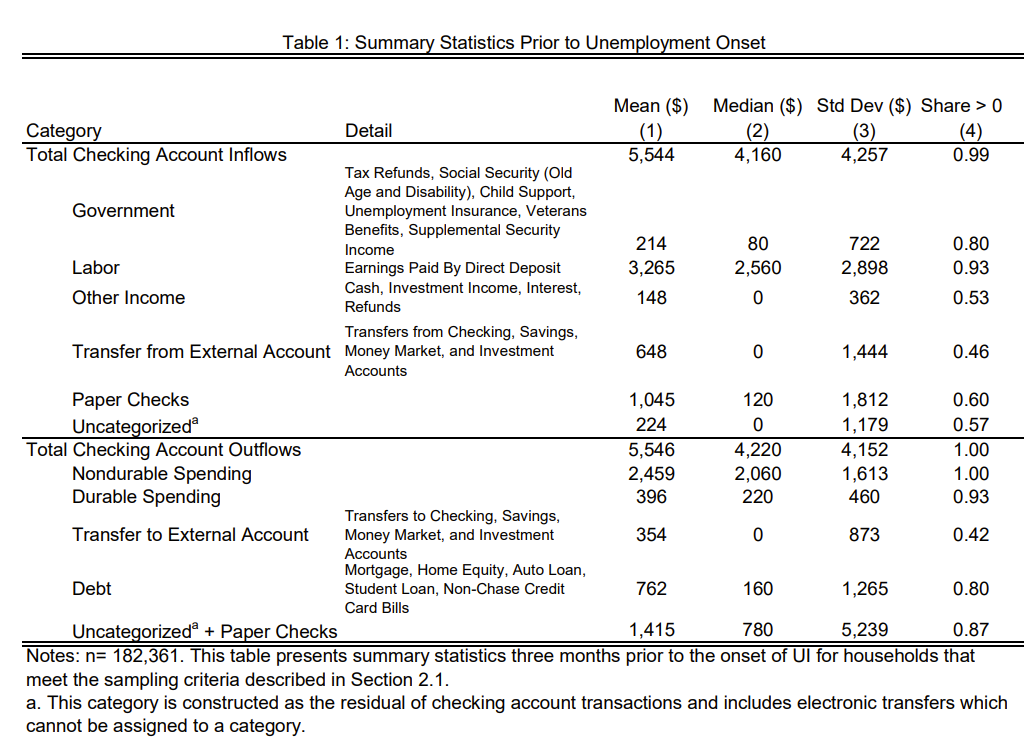 Table 1: Summary Statistics Prior to Unemployment Onset
Mean ($) Median ($) Std Dev ($) Share > 0
Category Detail (1) (2) (3) (4)
Total Checking Account Inflows 5,544 4,160 4,257 0.99
Tax Refunds, Social Security (Old
Age and Disability), Child Support,
Government Unemployment Insurance, Veterans
Benefits, Supplemental Security
Income 214 80 722 0.80
Labor Earnings Paid By Direct Deposit 3,265 2,560 2,898 0.93
Cash, Investment Income, Interest,
Other Income 148 0 362 0.53
Refunds
Transfers from Checking, Savings,
Transfer from External Account Money Market, and Investment 648 0 1,444 0.46
Accounts
Paper Checks 1,045 120 1,812 0.60
Uncategorizedᵃ 224 0 1,179 0.57
Total Checking Account Outflows 5,546 4,220 4,152 1.00
Nondurable Spending 2,459 2,060 1,613 1.00
Durable Spending 396 220 460 0.93
Transfers to Checking, Savings,
Transfer to External Account Money Market, and Investment 354 0 873 0.42
Accounts
Mortgage, Home Equity, Auto Loan,
Debt Student Loan, Non-Chase Credit 762 160 1,265 0.80
Card Bills
Uncategorizedᵃ + Paper Checks 1,415 780 5,239 0.87
Notes: n= 182,361. This table presents summary statistics three months prior to the onset of UI for households that
meet the sampling criteria described in Section 2.1.
a. This category is constructed as the residual of checking account transactions and includes electronic transfers which
cannot be assigned to a category.